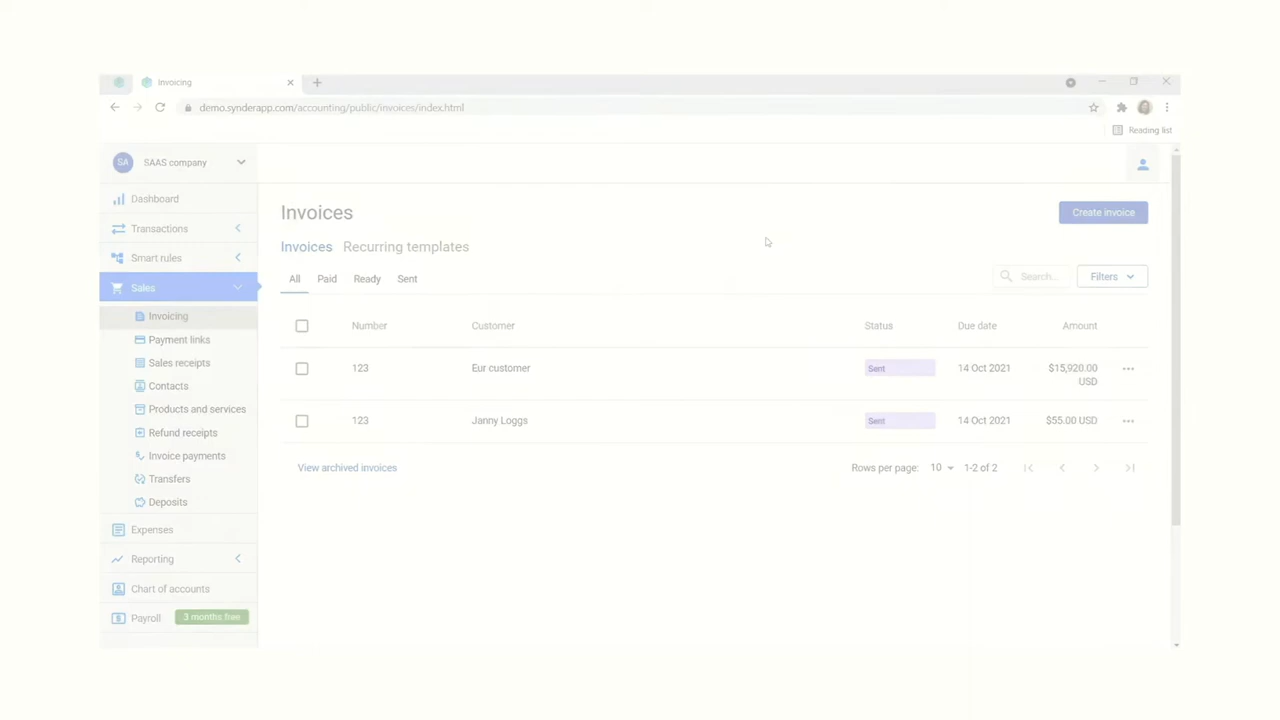 Invoicing
demo.synderapp.com/accounting/public/invoices/index.html
Reading list
SA SAAS company
Dashboard
Transactions
Smart rules
Sales
Invoicing
Payment links
Sales receipts
Contacts
Products and services
Refund receipts
Invoice payments
Transfers
Deposits
Expenses
Reporting
Chart of accounts
Payroll 3 months free
Invoices
Create invoice
Invoices Recurring templates
All Paid Ready Sent
Search... Filters
Number Customer Status Due date Amount
123 Eur customer Sent 14 Oct 2021 $15,920.00
USD
123 Janny Loggs Sent 14 Oct 2021 $55.00 USD
View archived invoices Rows per page: 10 1-2 of 2